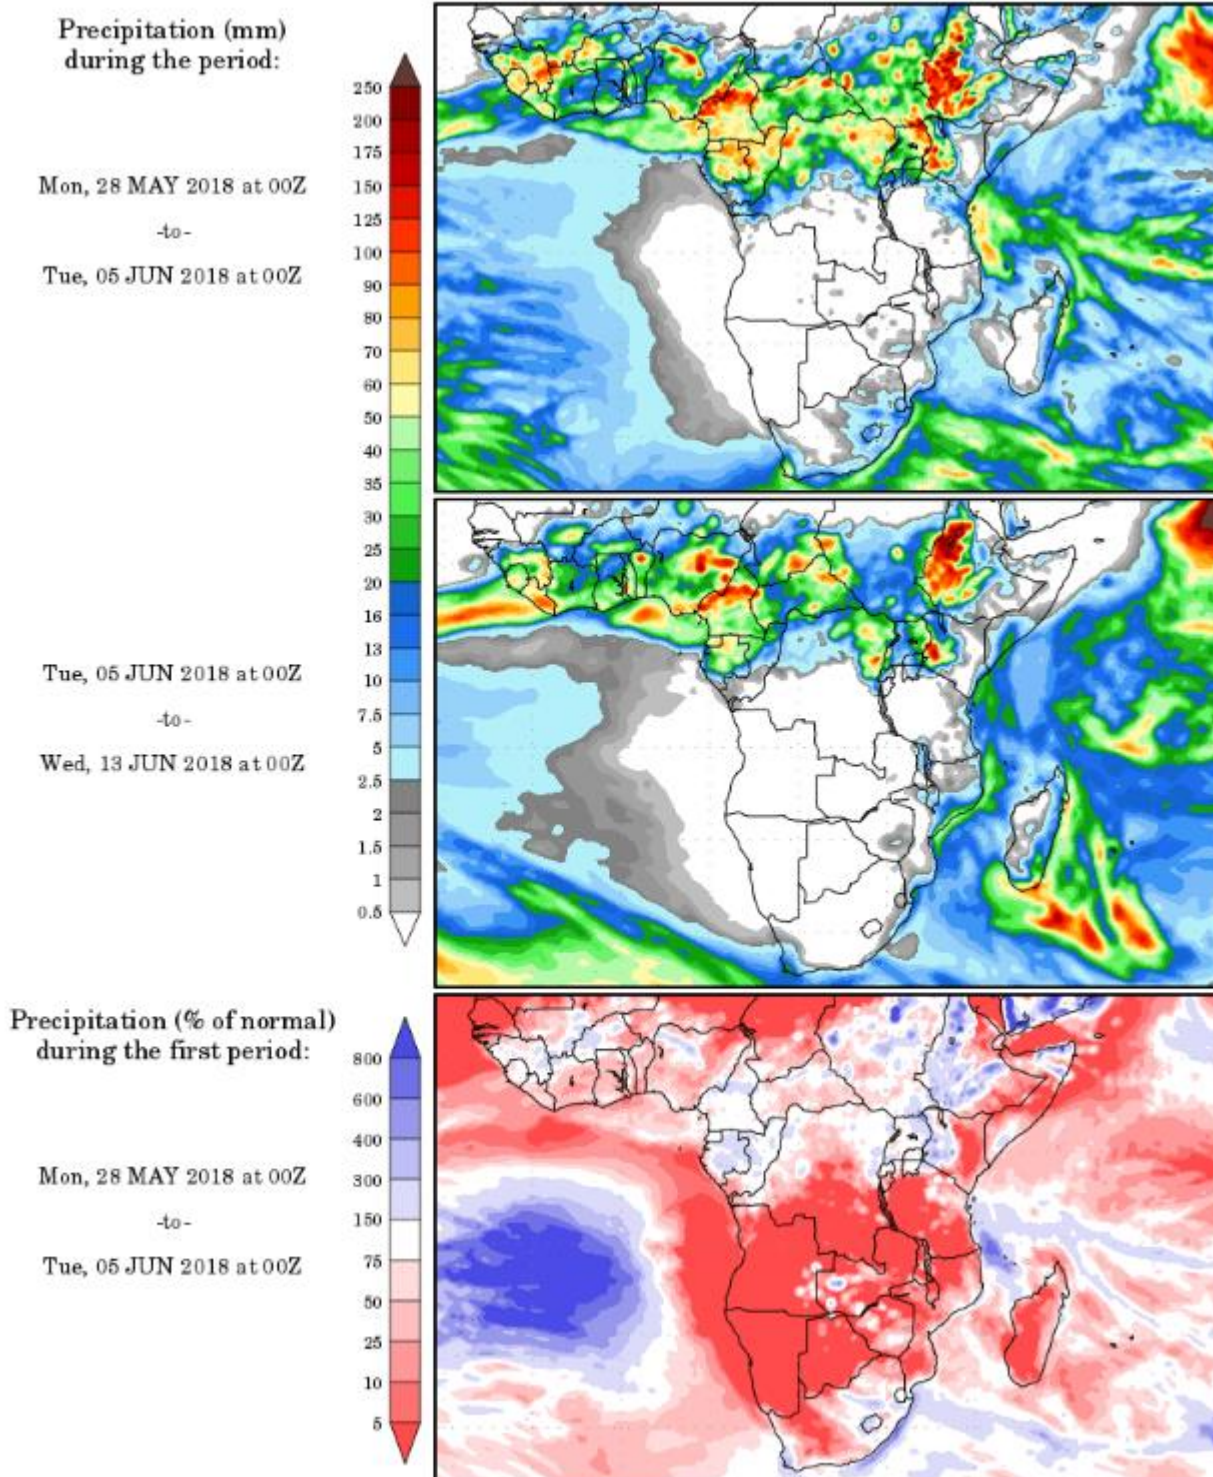 Precipitation (mm)
during the period:
Mon, 28 MAY 2018 at 00Z
-to-
Tue, 05 JUN 2018 at 00Z
250
200
175
150
125
100
90
80
70
60
50
40
35
30
25
20
16
13
10
7.5
5
2.5
2
1.5
1
0.5
Tue, 05 JUN 2018 at 00Z
-to-
Wed, 13 JUN 2018 at 00Z
Precipitation (% of normal)
during the first period:
Mon, 28 MAY 2018 at 00Z
-to-
Tue, 05 JUN 2018 at 00Z
800
600
400
300
150
75
50
25
10
5